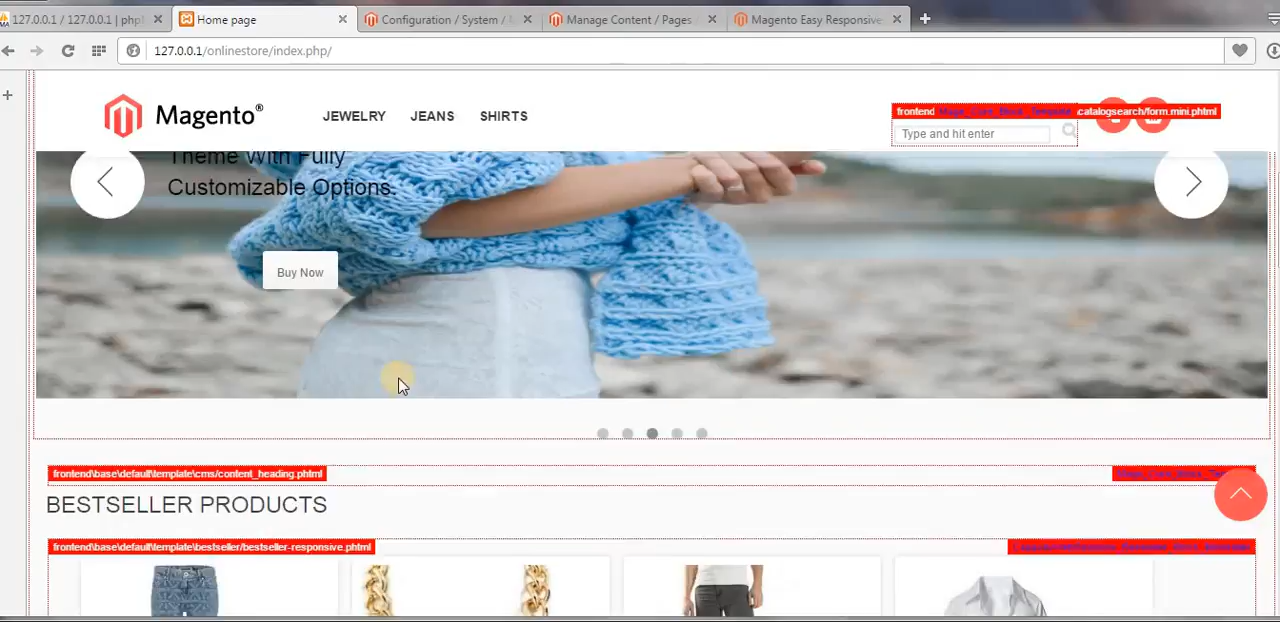 127.0.0.1 / 127.0.0.1 | php
Home page
Configuration / System /
Manage Content / Pages
Magento Easy Responsive
127.0.0.1/onlinestore/index.php/
Magento®
JEWELRY
JEANS
SHIRTS
frontend
catalogsearch/form.mini.phtml
Type and hit enter
Theme With Fully
Customizable Options.
Buy Now
frontend\base\default\template\cms/content_heading.phtml
BESTSELLER PRODUCTS
frontend\base\default\template\bestseller/bestseller-responsive.phtml